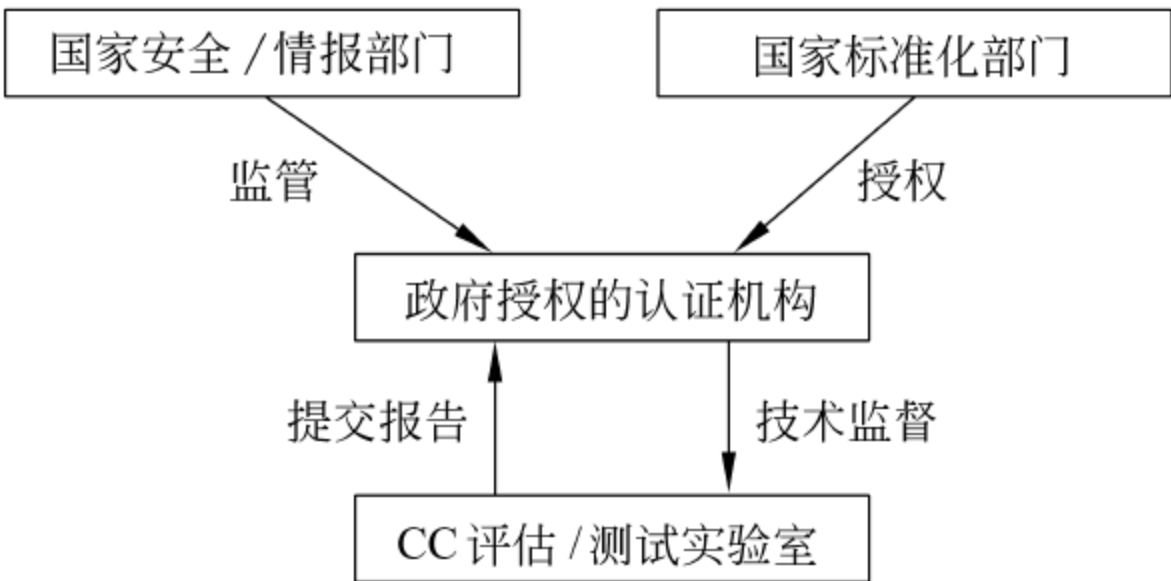 国家安全/情报部门
国家标准化部门
监管
授权
政府授权的认证机构
提交报告
技术监督
CC评估/测试实验室